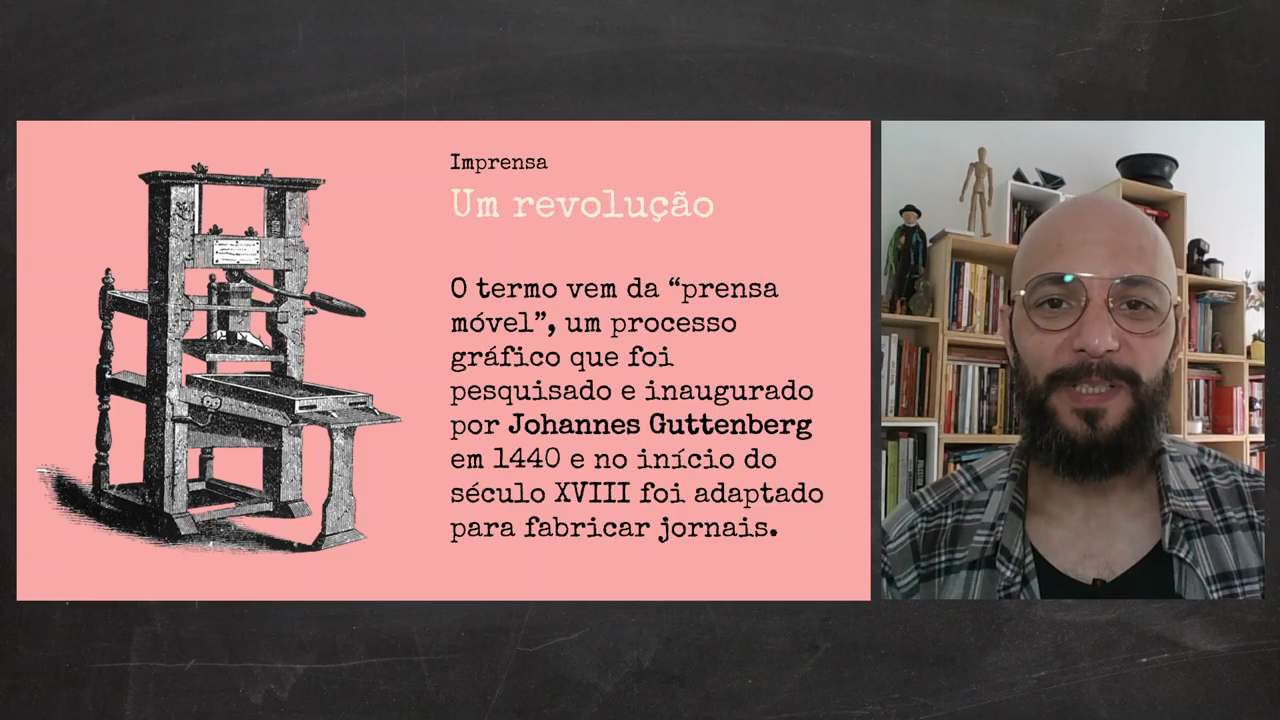 Imprensa
Um revolução
O termo vem da “prensa
móvel”, um processo
gráfico que foi
pesquisado e inaugurado
por Johannes Guttenberg
em 1440 e no início do
século XVIII foi adaptado
para fabricar jornais.